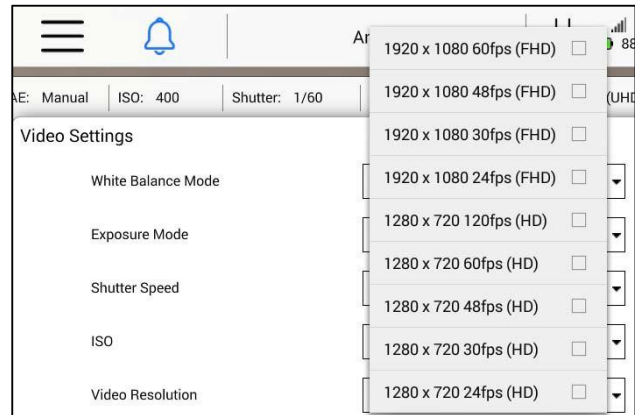 Ar
88
1920 x 1080 60fps (FHD)
AE: Manual ISO: 400 Shutter: 1/60 (UHD
1920 x 1080 48fps (FHD)
1920 x 1080 30fps (FHD)
Video Settings
1920 x 1080 24fps (FHD)
White Balance Mode
1280 x 720 120fps (HD)
Exposure Mode
1280 x 720 60fps (HD)
Shutter Speed
1280 x 720 48fps (HD)
ISO
1280 x 720 30fps (HD)
Video Resolution
1280 x 720 24fps (HD)